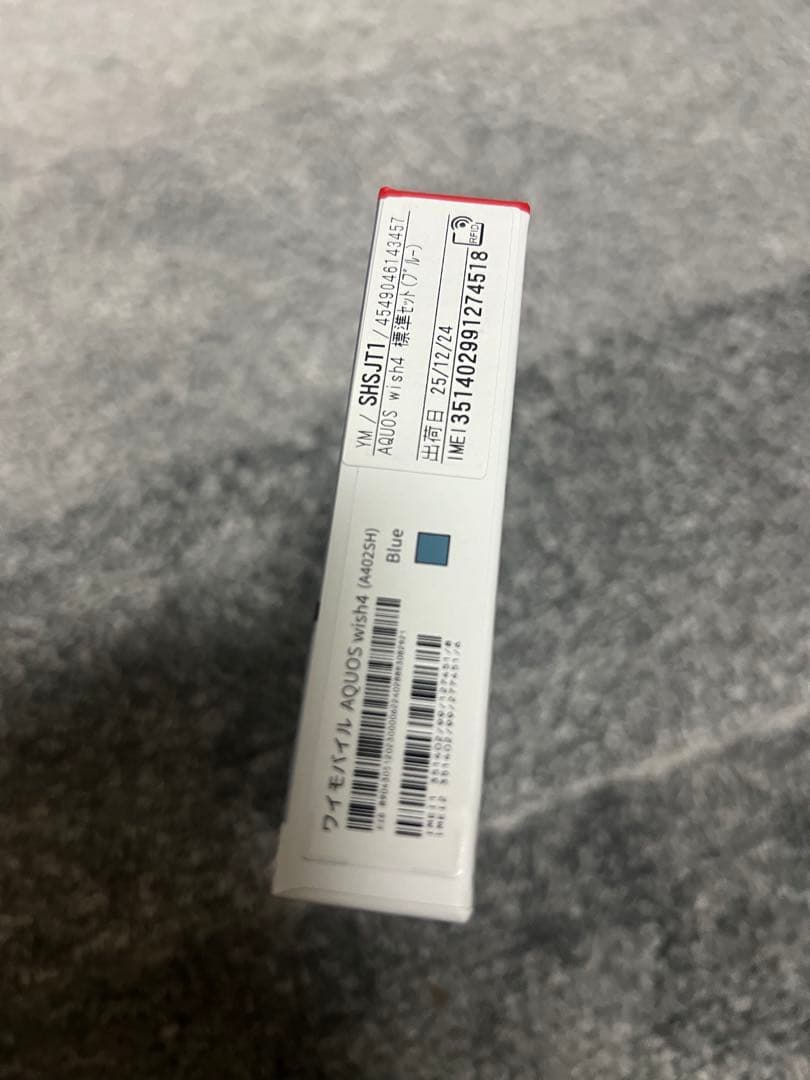 YM / SHSJT1 / 4549046143457
AQUOS wish4 標準セット(ブルー)
出荷日 25/12/24
IMEI 351402991274518
RFID
ワイモバイル AQUOS wish4 (A402SH)
Blue